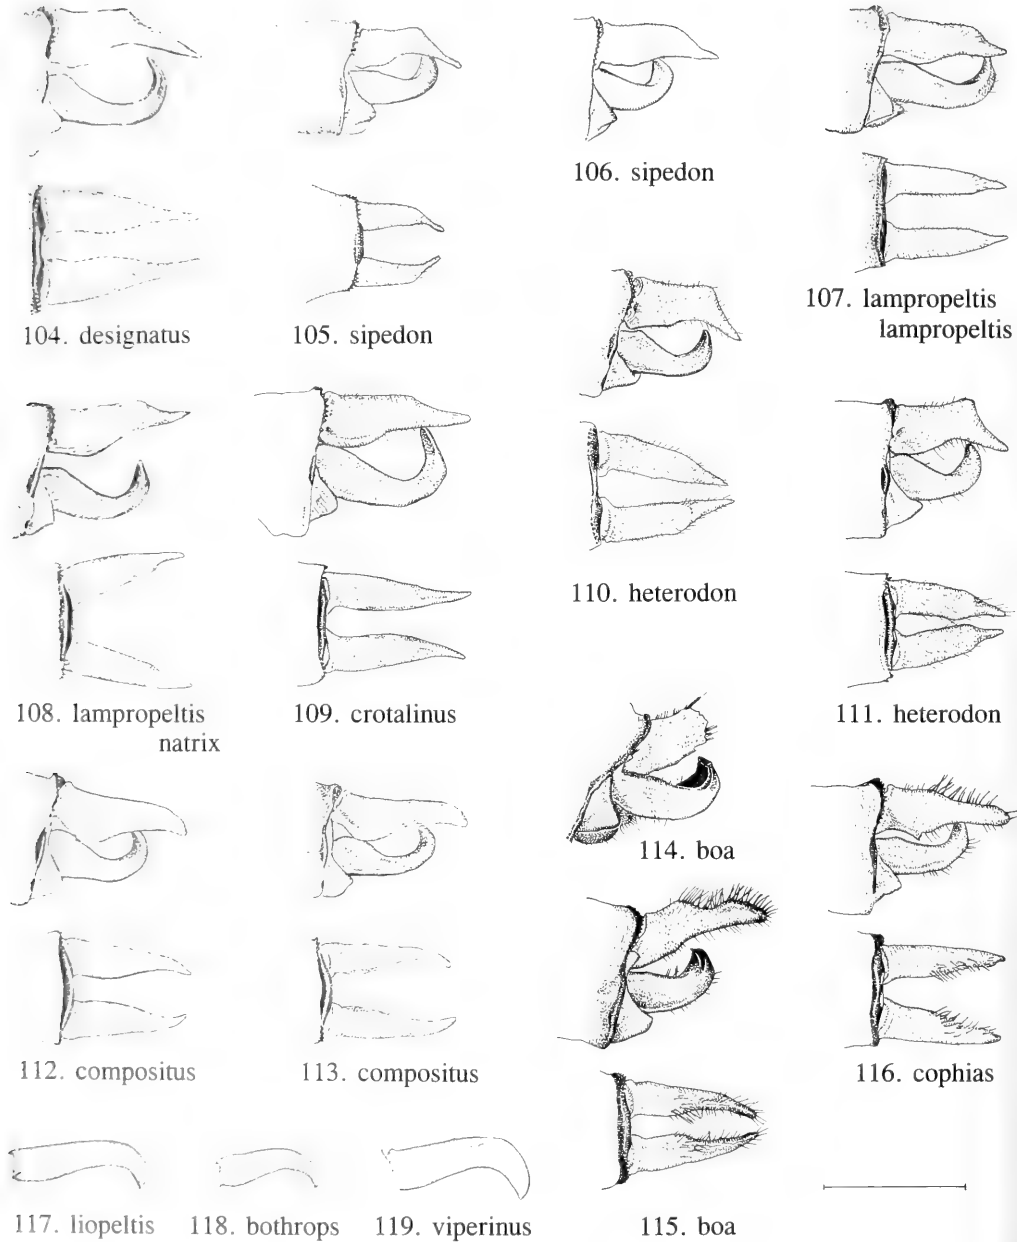 106. sipedon
107. lampropeltis
lampropeltis
104. designatus
105. sipedon
110. heterodon
108. lampropeltis
natrix
109. crotalinus
111. heterodon
114. boa
112. compositus
113. compositus
116. cophias
117. liopeltis
118. bothrops
119. viperinus
115. boa